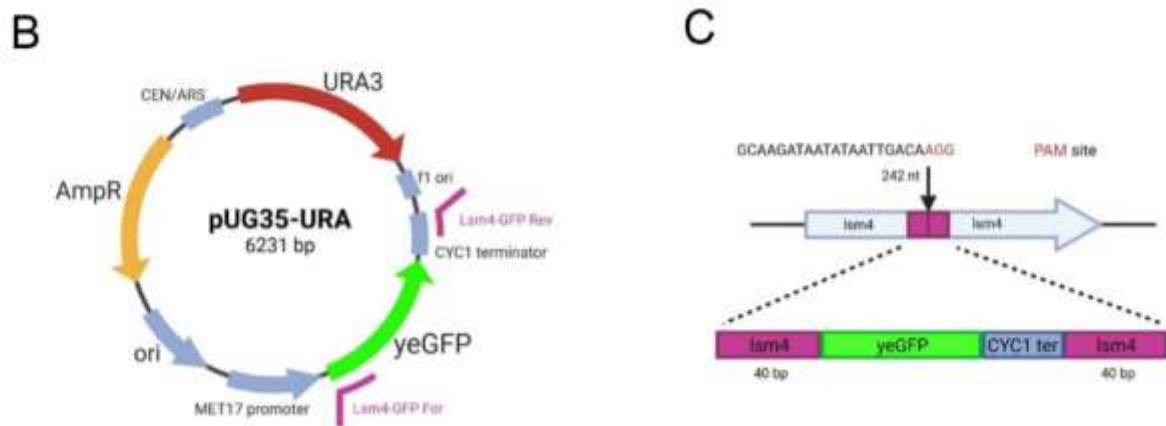 B
CEN/ARS
URA3
AmpR
f1 ori
pUG35-URA
6231 bp
Lsm4-GFP Rev
CYC1 terminator
ori
yeGFP
MET17 promoter
Lsm4-GFP For
C
GCAAGATAATATAATTGACAAGG
PAM site
242 nt
lsm4 lsm4
lsm4 yeGFP CYC1 ter lsm4
40 bp 40 bp